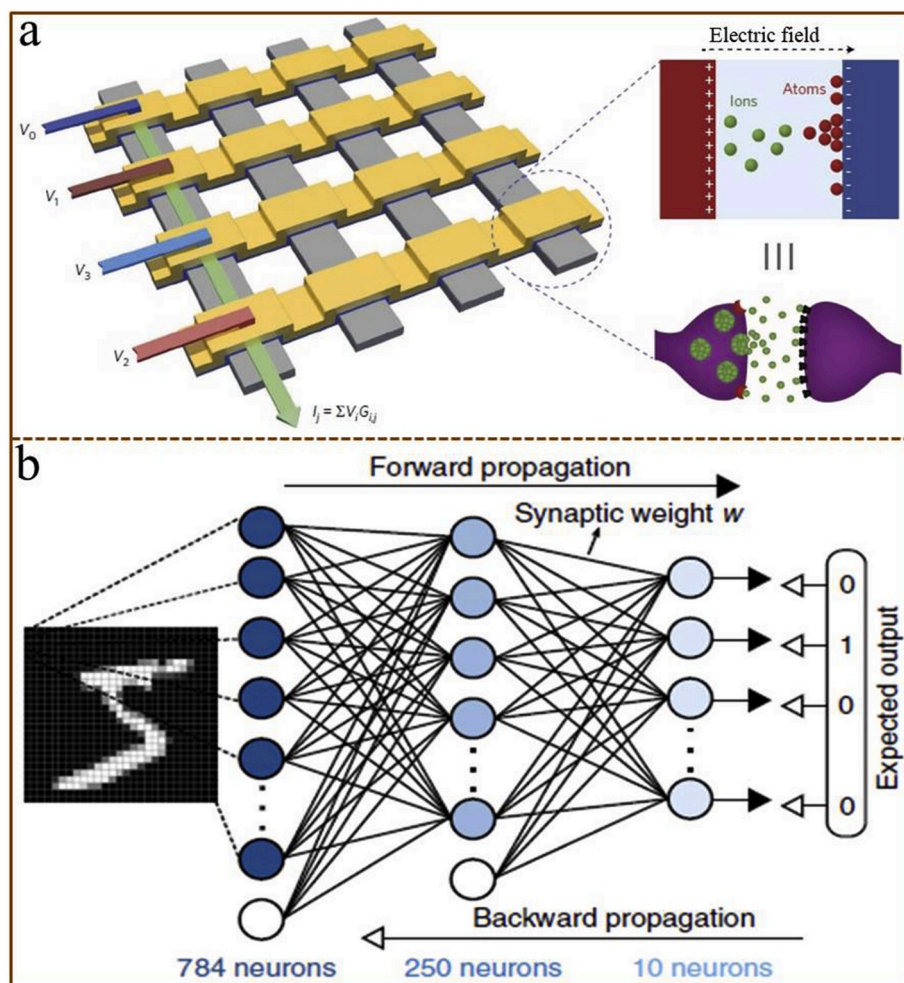 a
Electric field
Ions
Atoms
V0
V1
V3
V2
Ij = ΣViGi,j
b
Forward propagation
Synaptic weight w
0
1
0
0
Expected output
Backward propagation
784 neurons
250 neurons
10 neurons